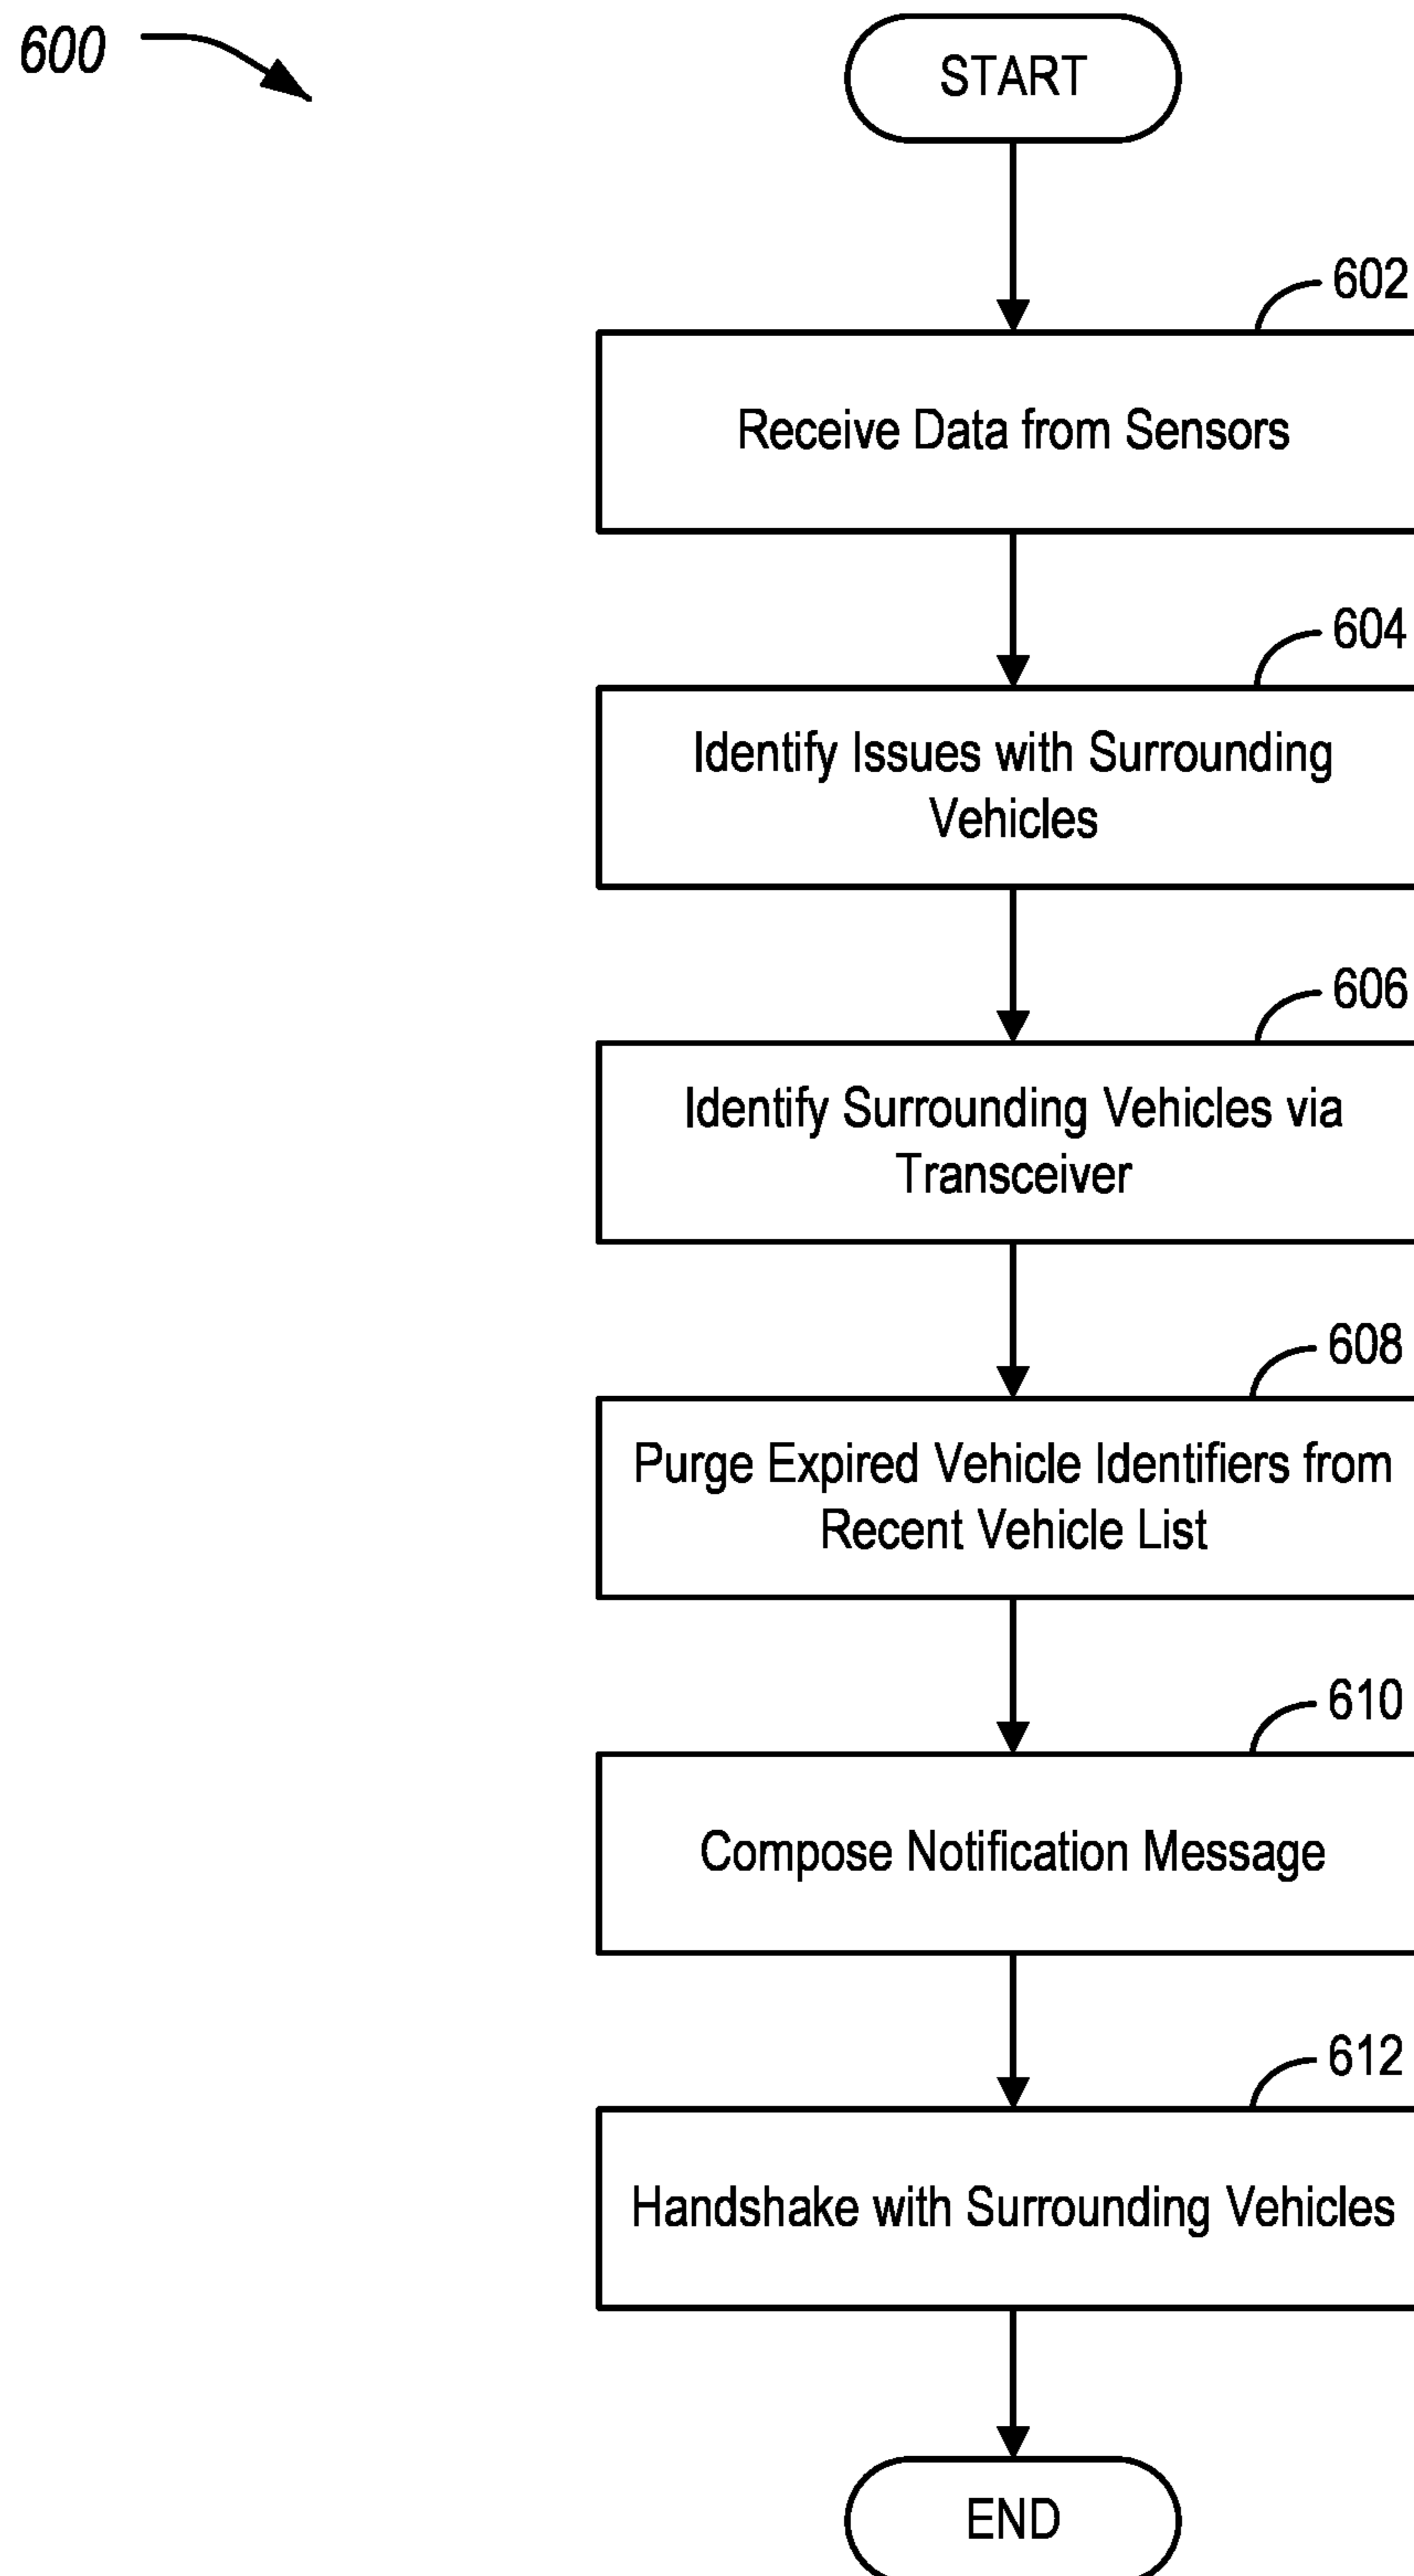 600
START
602
Receive Data from Sensors
604
Identify Issues with Surrounding
Vehicles
606
Identify Surrounding Vehicles via
Transceiver
608
Purge Expired Vehicle Identifiers from
Recent Vehicle List
610
Compose Notification Message
612
Handshake with Surrounding Vehicles
END